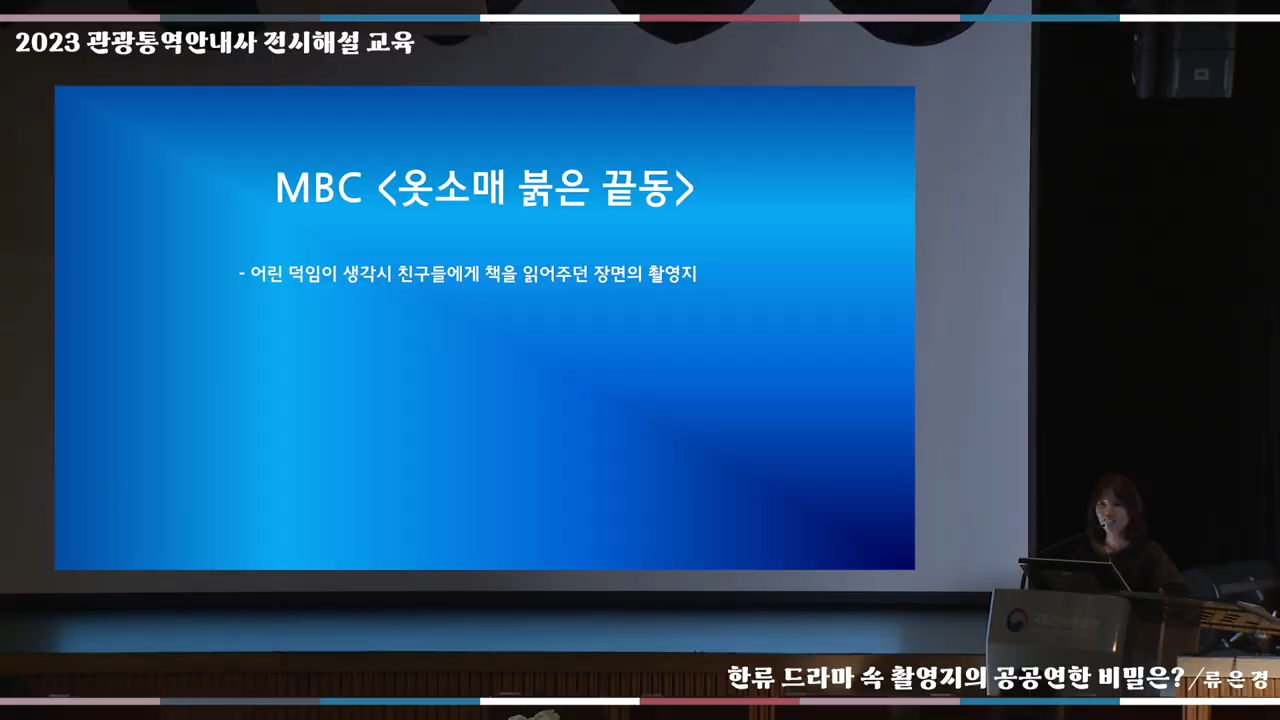 2023 관광통역안내사 전시해설 교육
MBC <옷소매 붉은 끝동>
- 어린 덕임이 생각시 친구들에게 책을 읽어주던 장면의 촬영지
한류 드라마 속 촬영지의 공공연한 비밀은?/류은경